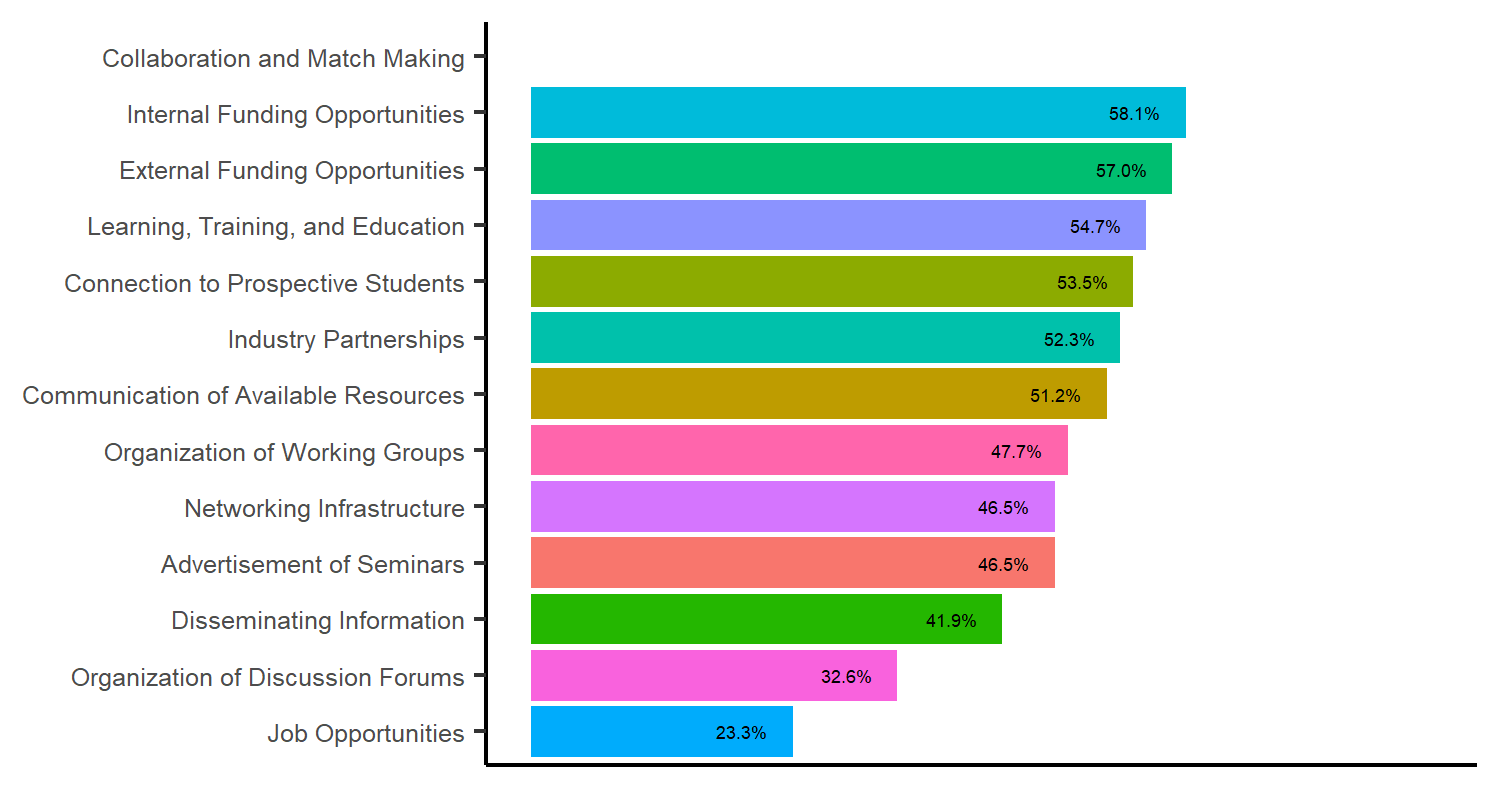 Collaboration and Match Making
Internal Funding Opportunities 58.1%
External Funding Opportunities 57.0%
Learning, Training, and Education 54.7%
Connection to Prospective Students 53.5%
Industry Partnerships 52.3%
Communication of Available Resources 51.2%
Organization of Working Groups 47.7%
Networking Infrastructure 46.5%
Advertisement of Seminars 46.5%
Disseminating Information 41.9%
Organization of Discussion Forums 32.6%
Job Opportunities 23.3%